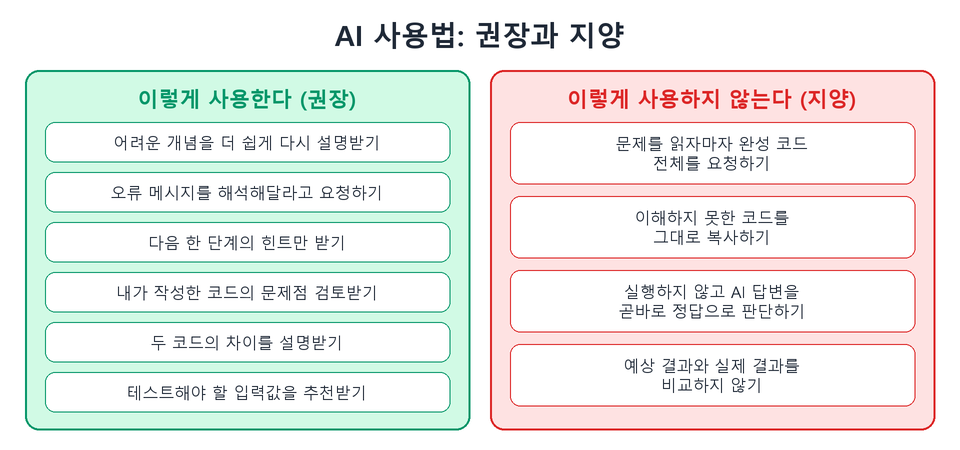 AI 사용법: 권장과 지양
이렇게 사용한다 (권장)
어려운 개념을 더 쉽게 다시 설명받기
오류 메시지를 해석해달라고 요청하기
다음 한 단계의 힌트만 받기
내가 작성한 코드의 문제점 검토받기
두 코드의 차이를 설명받기
테스트해야 할 입력값을 추천받기
이렇게 사용하지 않는다 (지양)
문제를 읽자마자 완성 코드
전체를 요청하기
이해하지 못한 코드를
그대로 복사하기
실행하지 않고 AI 답변을
곧바로 정답으로 판단하기
예상 결과와 실제 결과를
비교하지 않기